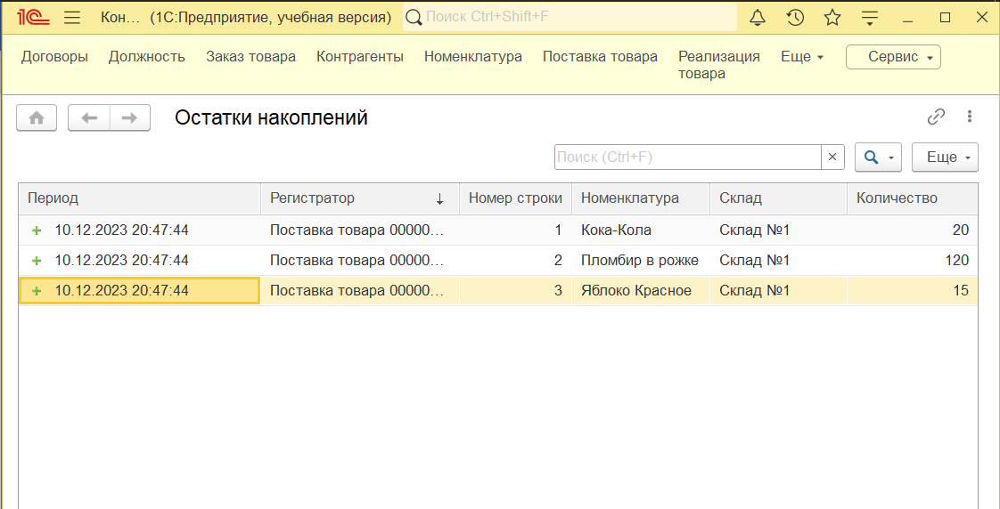 1С Кон... (1С:Предприятие, учебная версия) Поиск Ctrl+Shift+F
Договоры Должность Заказ товара Контрагенты Номенклатура Поставка товара Реализация товара Еще Сервис
Остатки накоплений
Поиск (Ctrl+F) × Еще
Период Регистратор ↓ Номер строки Номенклатура Склад Количество
10.12.2023 20:47:44 Поставка товара 00000... 1 Кока-Кола Склад №1 20
10.12.2023 20:47:44 Поставка товара 00000... 2 Пломбир в рожке Склад №1 120
10.12.2023 20:47:44 Поставка товара 00000... 3 Яблоко Красное Склад №1 15